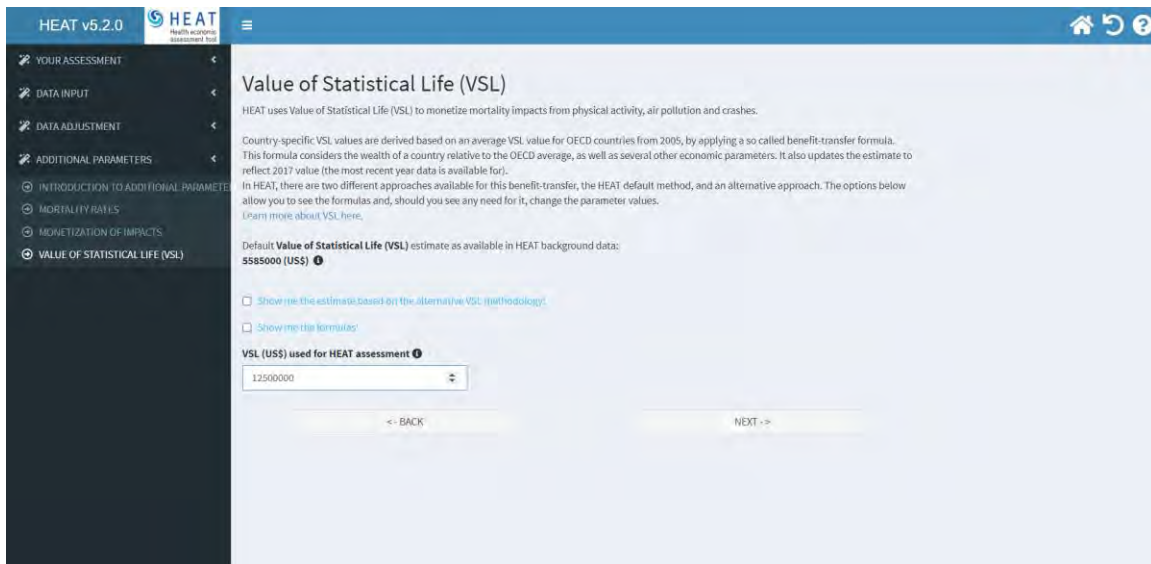 HEAT v5.2.0
HEAT
Health economic
assessment tool
YOUR ASSESSMENT
DATA INPUT
DATA ADJUSTMENT
ADDITIONAL PARAMETERS
INTRODUCTION TO ADDITIONAL PARAMETE
MORTALITY RATES
MONETIZATION OF IMPACTS
VALUE OF STATISTICAL LIFE (VSL)
Value of Statistical Life (VSL)
HEAT uses Value of Statistical Life (VSL) to monetize mortality impacts from physical activity, air pollution and crashes.
Country-specific VSL values are derived based on an average VSL value for OECD countries from 2005, by applying a so called benefit-transfer formula.
This formula considers the wealth of a country relative to the OECD average, as well as several other economic parameters. It also updates the estimate to
reflect 2017 value (the most recent year data is available for).
In HEAT, there are two different approaches available for this benefit-transfer, the HEAT default method, and an alternative approach. The options below
allow you to see the formulas and, should you see any need for it, change the parameter values.
Learn more about VSL here.
Default Value of Statistical Life (VSL) estimate as available in HEAT background data:
5585000 (US$)
Show me the estimate based on the alternative VSL methodology!
Show me the formulas!
VSL (US$) used for HEAT assessment
12500000
<- BACK
NEXT ->